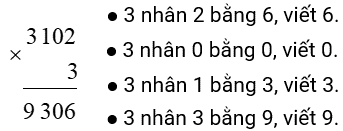 3 102
×
3
9 306
● 3 nhân 2 bằng 6, viết 6.
● 3 nhân 0 bằng 0, viết 0.
● 3 nhân 1 bằng 3, viết 3.
● 3 nhân 3 bằng 9, viết 9.